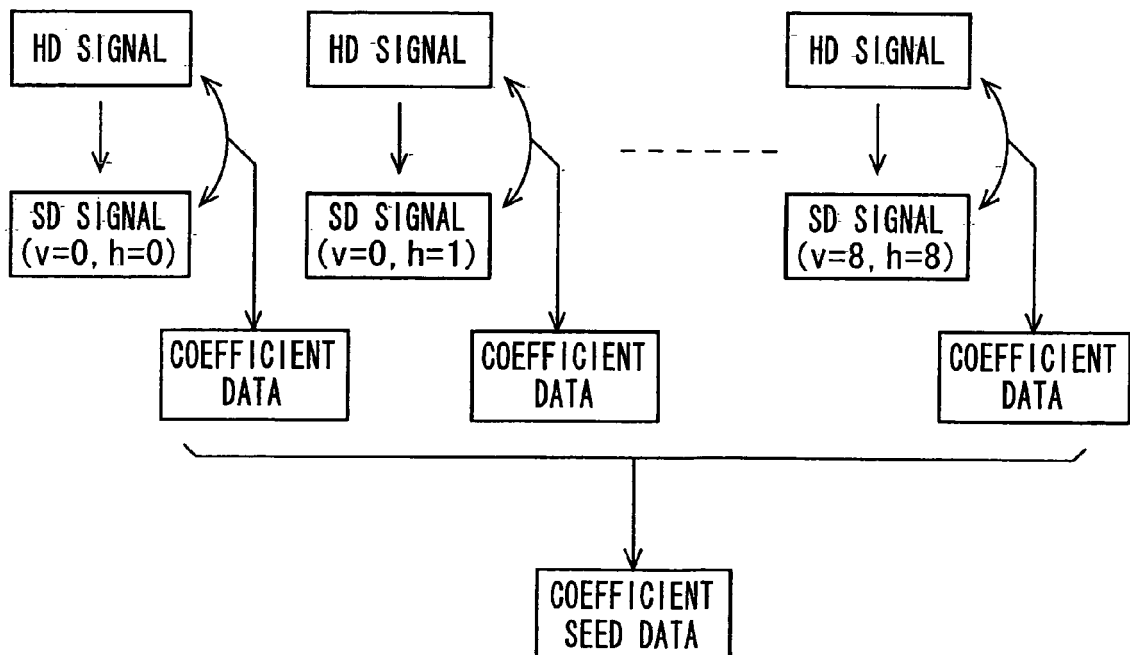 HD SIGNAL
HD SIGNAL
HD SIGNAL
SD SIGNAL
(v=0, h=0)
SD SIGNAL
(v=0, h=1)
SD SIGNAL
(v=8, h=8)
COEFFICIENT
DATA
COEFFICIENT
DATA
COEFFICIENT
DATA
COEFFICIENT
SEED DATA